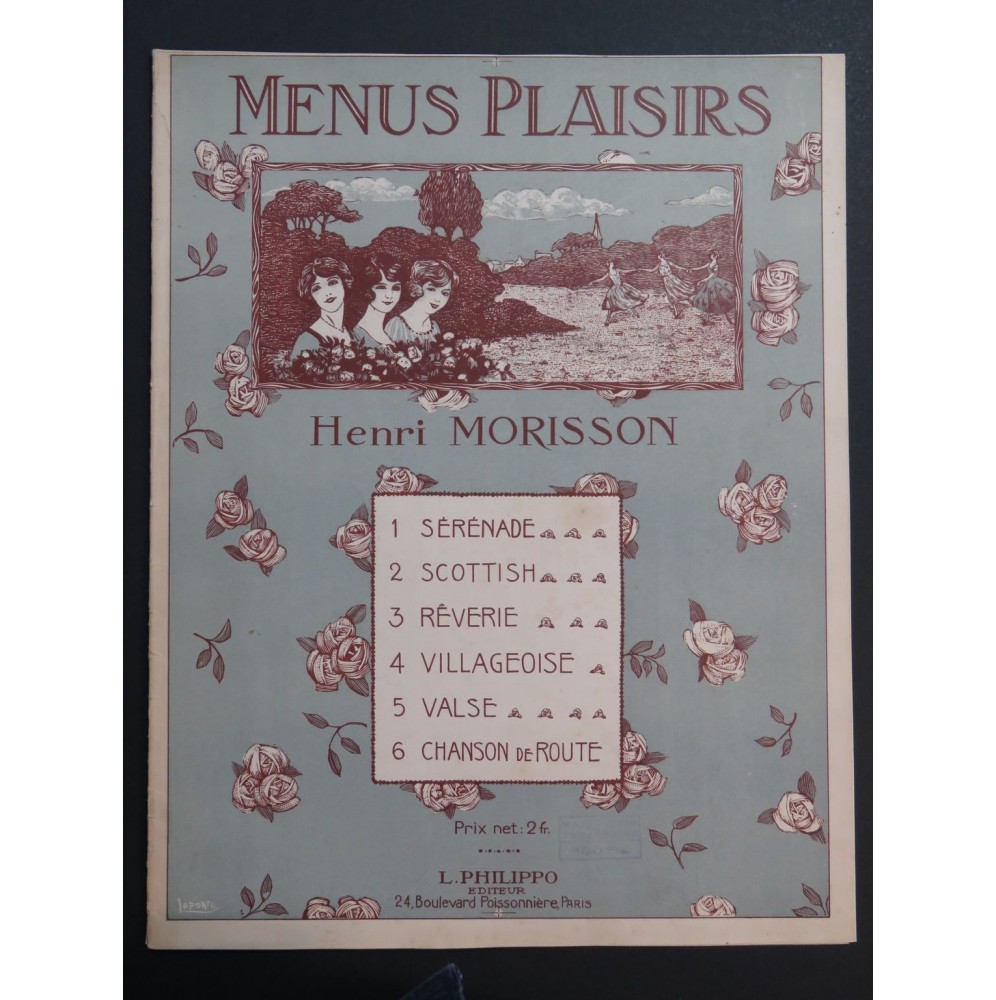 MENUS PLAISIRS
Henri MORISSON
1 SÉRÉNADE
2 SCOTTISH
3 RÊVERIE
4 VILLAGEOISE
5 VALSE
6 CHANSON DE ROUTE
Prix net: 2 fr.
L. PHILIPPO
EDITEUR
24, Boulevard Poissonnière, PARIS